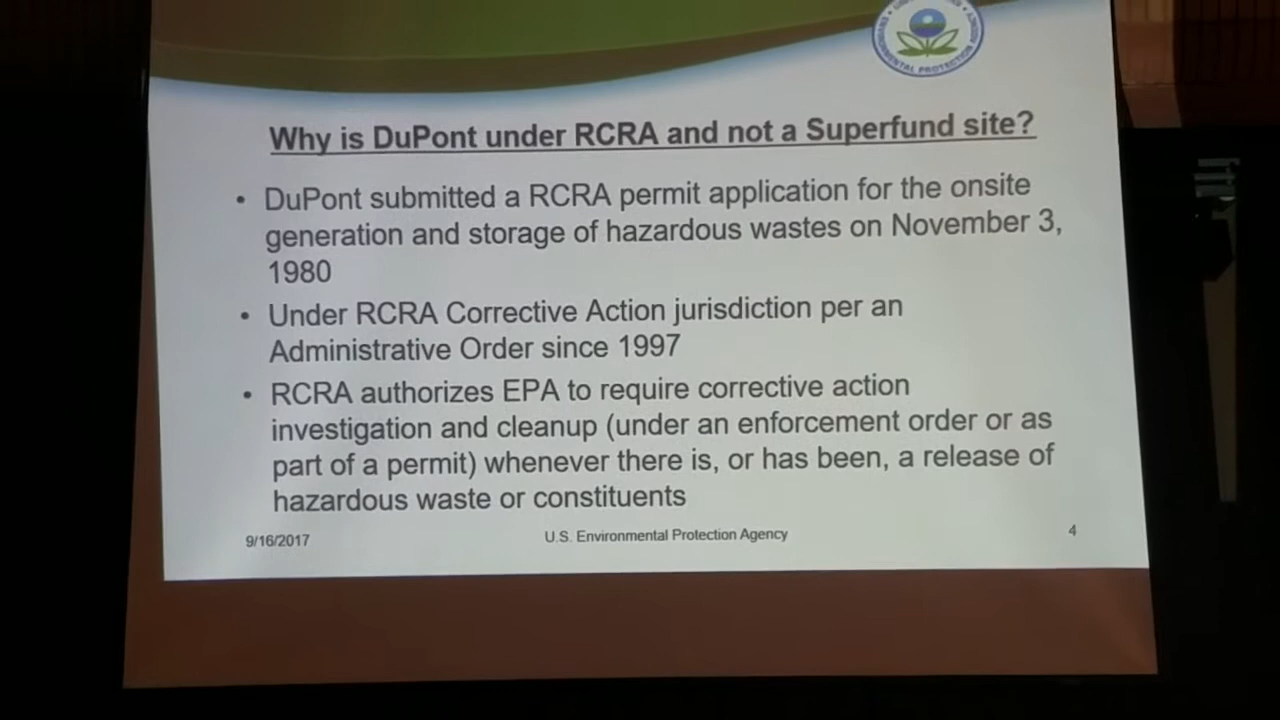 Why is DuPont under RCRA and not a Superfund site?
• DuPont submitted a RCRA permit application for the onsite
generation and storage of hazardous wastes on November 3,
1980
• Under RCRA Corrective Action jurisdiction per an
Administrative Order since 1997
• RCRA authorizes EPA to require corrective action
investigation and cleanup (under an enforcement order or as
part of a permit) whenever there is, or has been, a release of
hazardous waste or constituents
9/16/2017
U.S. Environmental Protection Agency
4